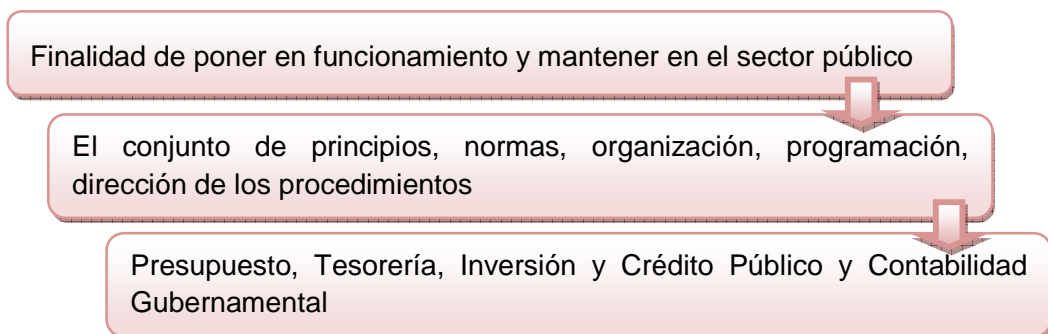 Finalidad de poner en funcionamiento y mantener en el sector público
El conjunto de principios, normas, organización, programación,
dirección de los procedimientos
Presupuesto, Tesorería, Inversión y Crédito Público y Contabilidad
Gubernamental